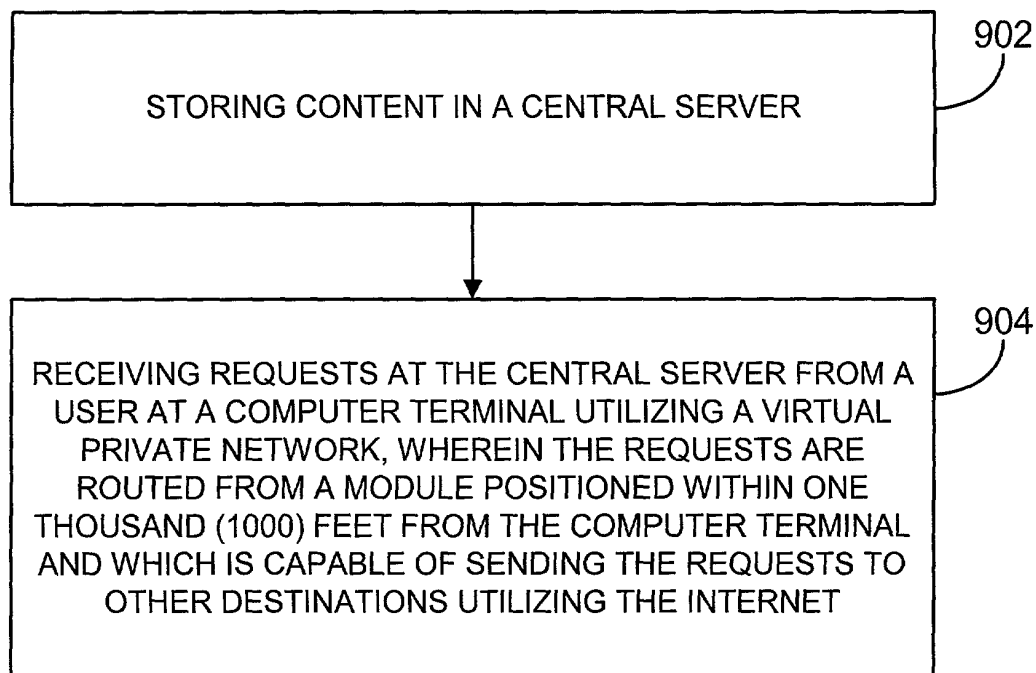 902
STORING CONTENT IN A CENTRAL SERVER
904
RECEIVING REQUESTS AT THE CENTRAL SERVER FROM A
USER AT A COMPUTER TERMINAL UTILIZING A VIRTUAL
PRIVATE NETWORK, WHEREIN THE REQUESTS ARE
ROUTED FROM A MODULE POSITIONED WITHIN ONE
THOUSAND (1000) FEET FROM THE COMPUTER TERMINAL
AND WHICH IS CAPABLE OF SENDING THE REQUESTS TO
OTHER DESTINATIONS UTILIZING THE INTERNET